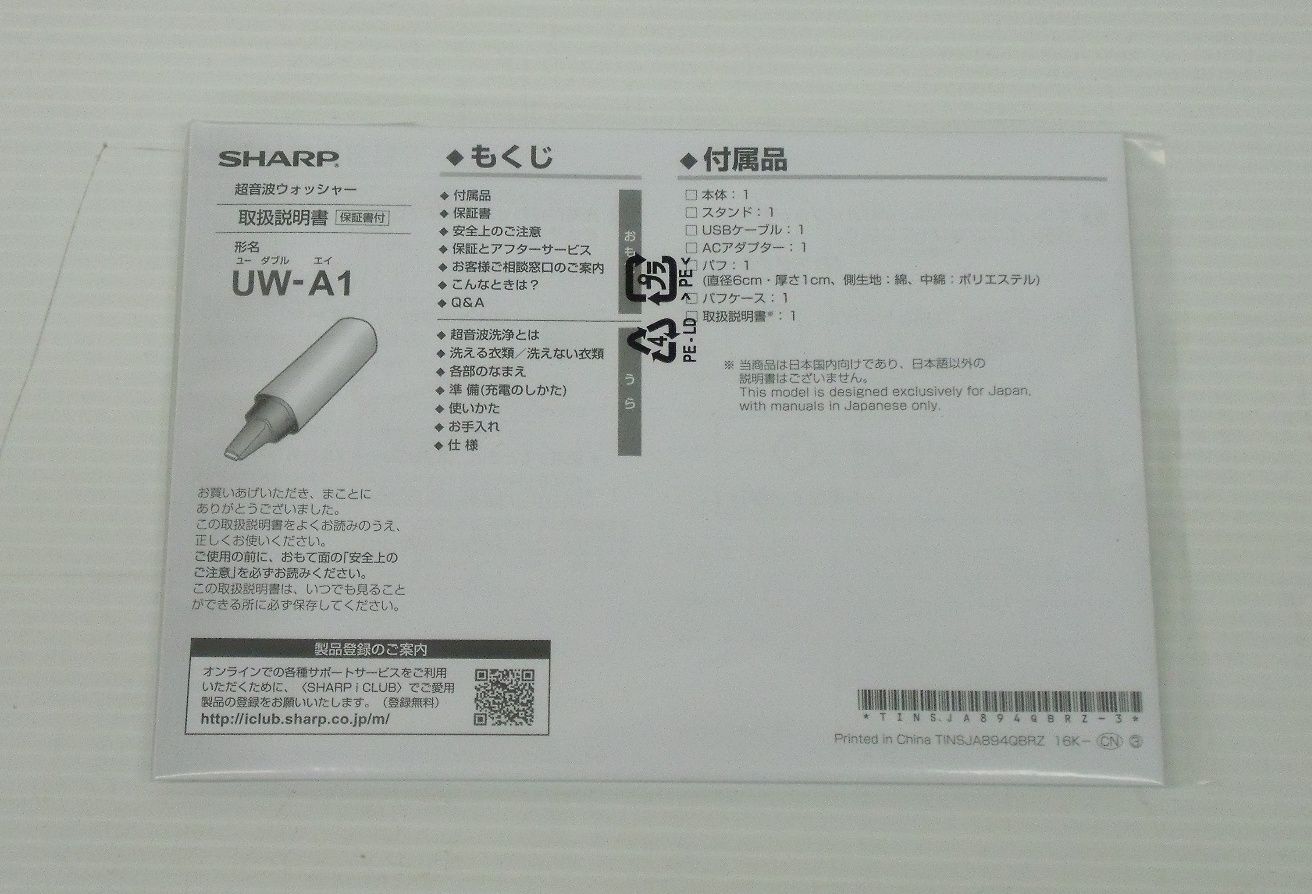 SHARP
超音波ウォッシャー
取扱説明書 保証書付
形名
ユー ダブル エイ
UW-A1
お買いあげいただき、まことに
ありがとうございました。
この取扱説明書をよくお読みのうえ、
正しくお使いください。
ご使用の前に、おもて面の「安全上の
ご注意」を必ずお読みください。
この取扱説明書は、いつでも見ること
ができる所に必ず保存してください。
製品登録のご案内
オンラインでの各種サポートサービスをご利用
いただくために、〈SHARP i CLUB〉でご愛用
製品の登録をお願いいたします。(登録無料)
http://iclub.sharp.co.jp/m/
◆もくじ
◆付属品
◆保証書
◆安全上のご注意
◆保証とアフターサービス
◆お客様ご相談窓口のご案内
◆こんなときは?
◆Q&A
おも
◆超音波洗浄とは
◆洗える衣類/洗えない衣類
◆各部のなまえ
◆準 備(充電のしかた)
◆使いかた
◆お手入れ
◆仕 様
うら
プラ
PE<
4
PE-LD >
◆付属品
□本体:1
□スタンド:1
□USBケーブル:1
□ACアダプター:1
□パフ:1
(直径6cm・厚さ1cm、側生地:綿、中綿:ポリエステル)
□パフケース:1
□取扱説明書※:1
※ 当商品は日本国内向けであり、日本語以外の
説明書はございません。
This model is designed exclusively for Japan,
with manuals in Japanese only.
*TINSJA894QBRZ-3*
Printed in China TINSJA894QBRZ 16K- CN ③